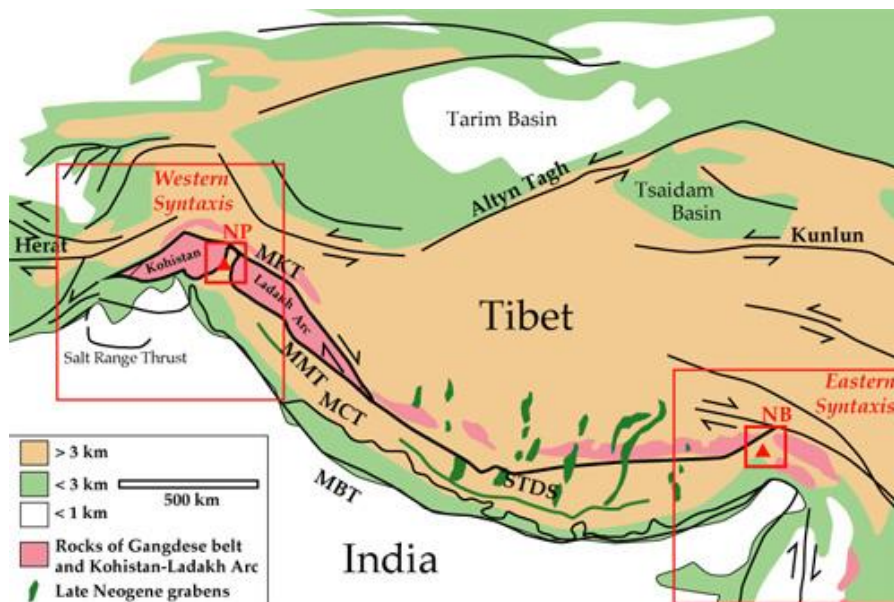 Tarim Basin
Western
Syntaxis
Altyn Tagh
Tsaidam
Basin
Herat
NP
Kunlun
Kohistan
MKT
Ladakh Arc
Tibet
Salt Range Thrust
MMT
MCT
Eastern
Syntaxis
NB
> 3 km
< 3 km
500 km
< 1 km
STDS
MBT
India
Rocks of Gangdese belt
and Kohistan-Ladakh Arc
Late Neogene grabens